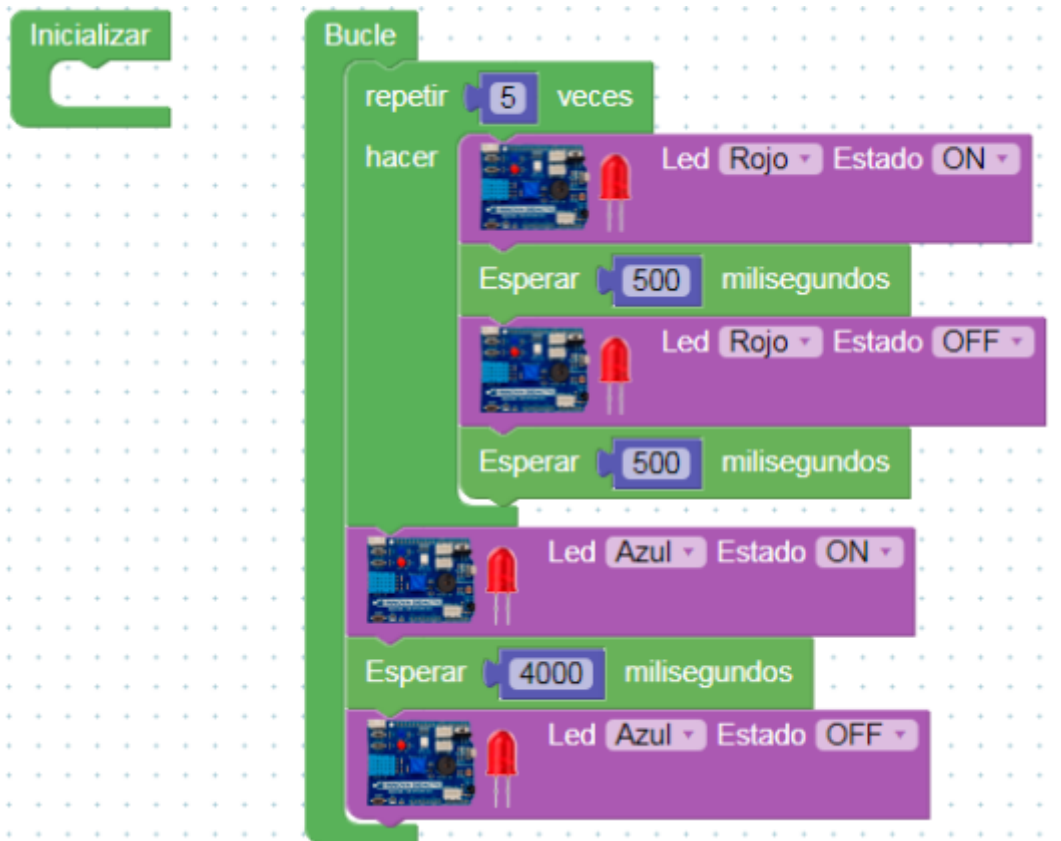 Inicializar
Bucle
repetir 5 veces
hacer
Led Rojo Estado ON
Esperar 500 milisegundos
Led Rojo Estado OFF
Esperar 500 milisegundos
Led Azul Estado ON
Esperar 4000 milisegundos
Led Azul Estado OFF